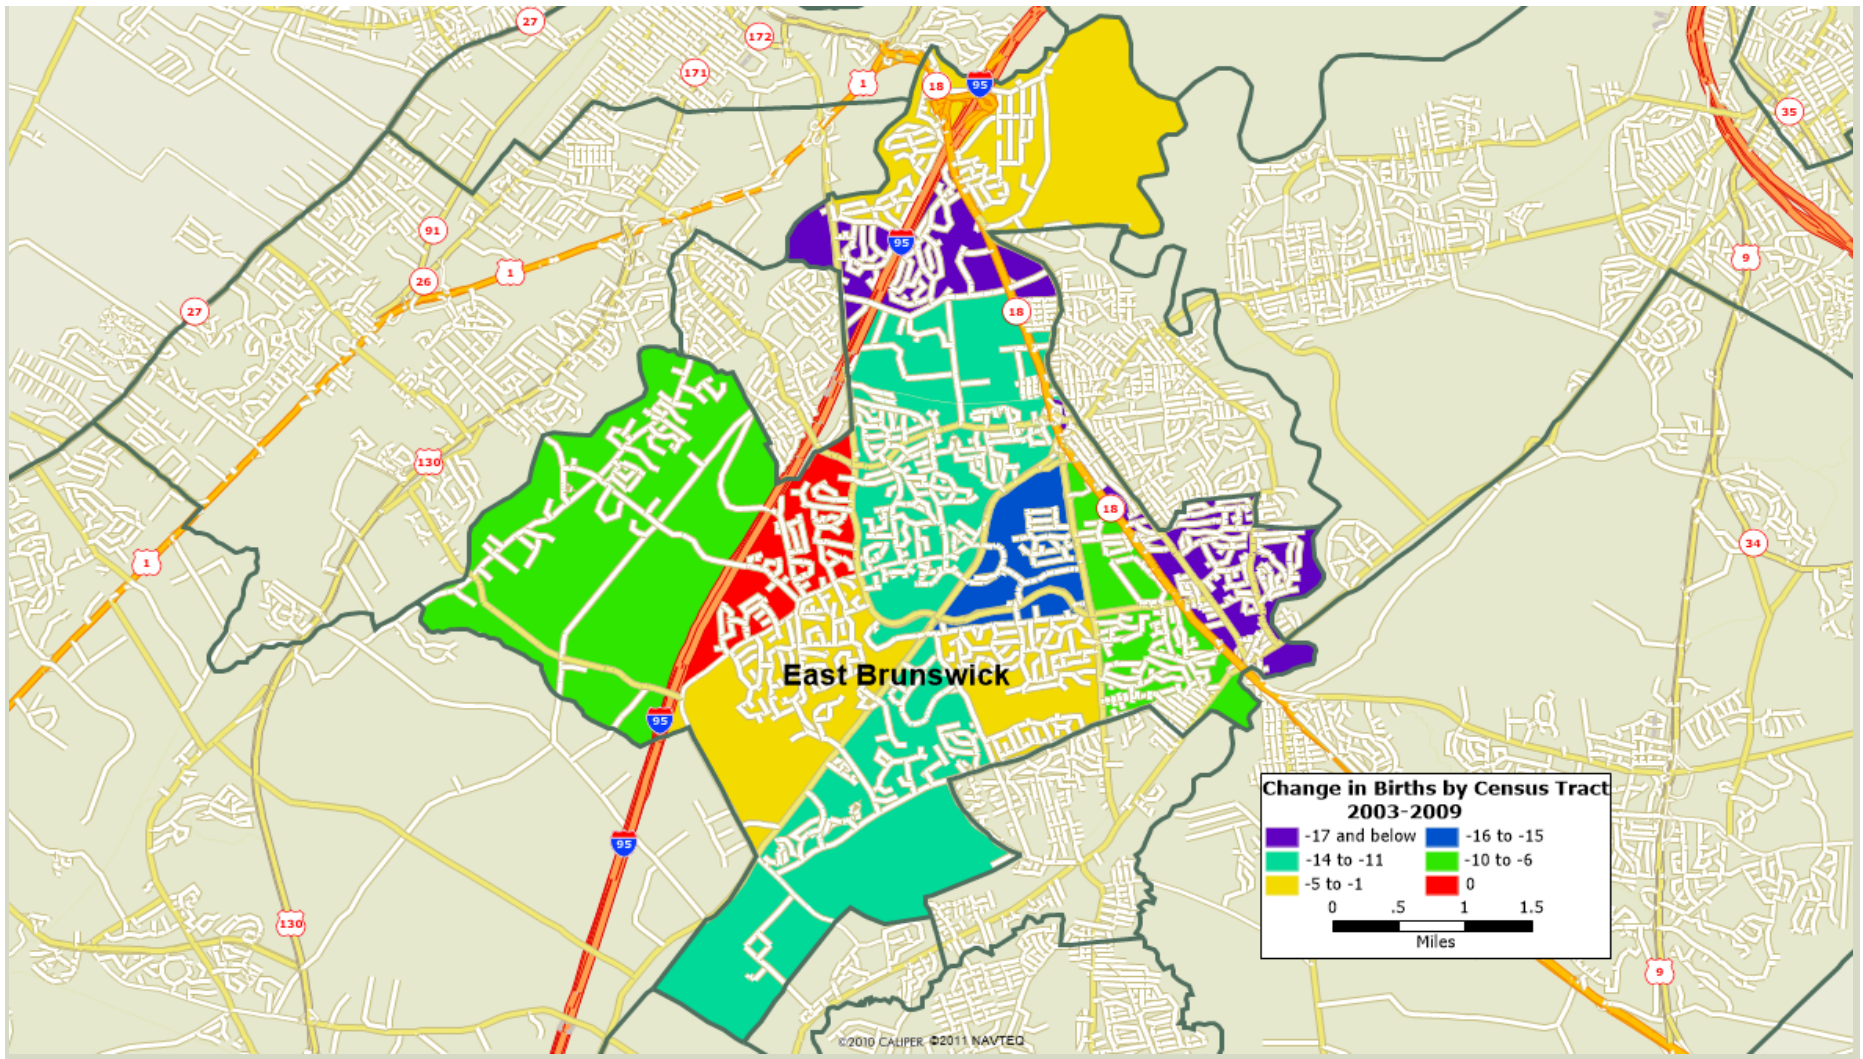 27
172
171
1
18
95
35
91
95
9
26
1
27
18
130
18
34
1
East Brunswick
95
Change in Births by Census Tract
2003-2009
-17 and below
-16 to -15
-14 to -11
-10 to -6
-5 to -1
0
0 .5 1 1.5
Miles
95
130
9
©2010 CALIPER ©2011 NAVTEQ